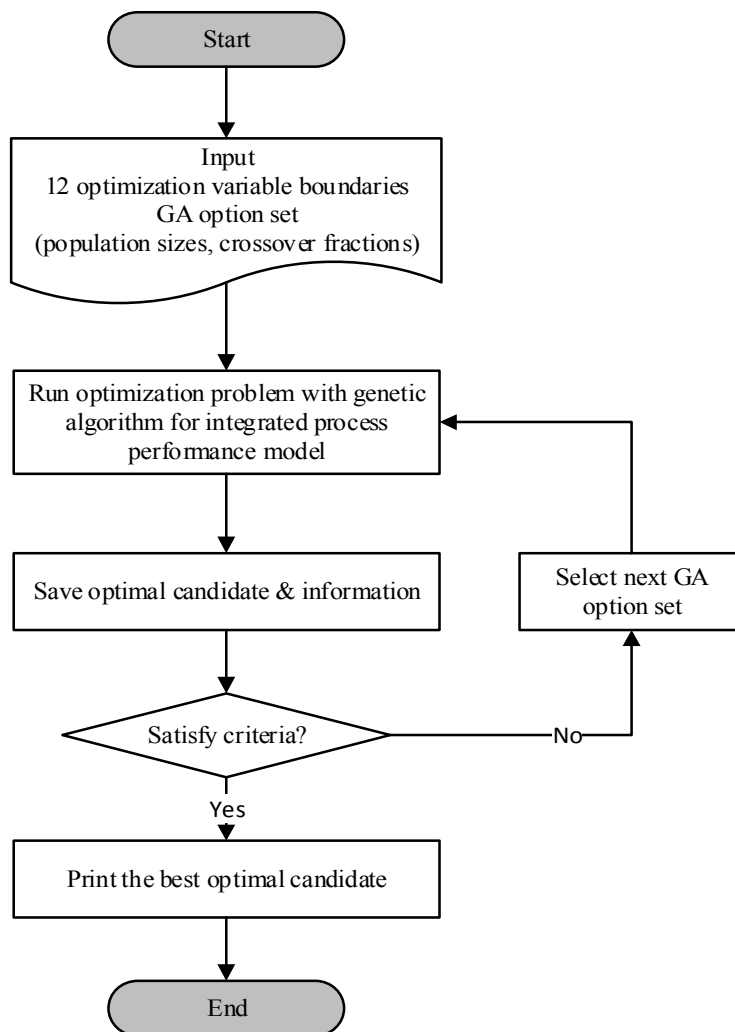 Start
Input
12 optimization variable boundaries
GA option set
(population sizes, crossover fractions)
Run optimization problem with genetic
algorithm for integrated process
performance model
Save optimal candidate & information
Select next GA
option set
Satisfy criteria?
No
Yes
Print the best optimal candidate
End